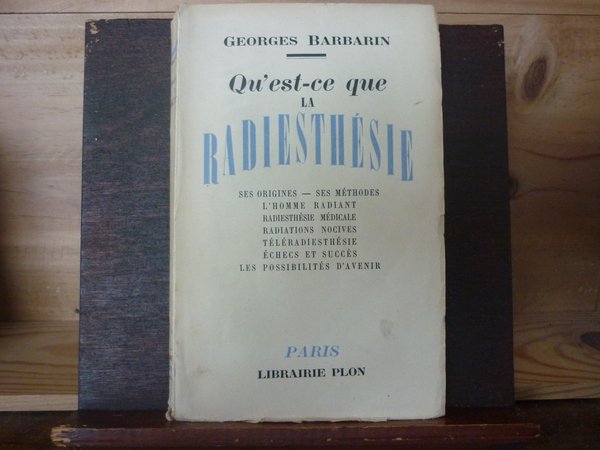 GEORGES BARBARIN
Qu'est-ce que
LA
RADIESTHÉSIE
SES ORIGINES — SES MÉTHODES
L'HOMME RADIANT
RADIESTHÉSIE MÉDICALE
RADIATIONS NOCIVES
TÉLÉRADIESTHÉSIE
ÉCHECS ET SUCCÈS
LES POSSIBILITÉS D'AVENIR
PARIS
LIBRAIRIE PLON